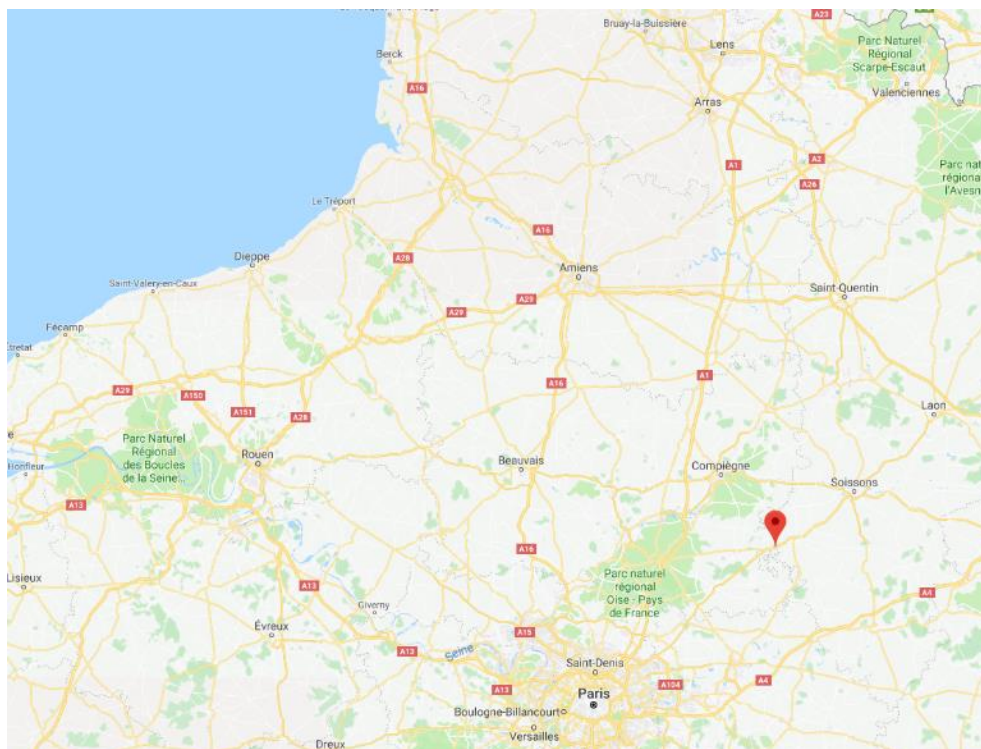 Bruay-la-Buissière
A23
Lens
Parc Naturel
Régional
Scarpe-Escaut
Berck
Valenciennes
A16
Arras
A1
A2
A26
Parc nat
régional
l'Avesn
Le Tréport
A16
A28
Dieppe
Amiens
Saint-Valery-en-Caux
A29
Saint-Quentin
A29
Fécamp
Etretat
A1
A16
A29
A150
A151
A28
Laon
Parc Naturel
Régional
des Boucles
de la Seine...
Rouen
Beauvais
Compiègne
Honfleur
Soissons
A13
A16
Parc naturel
régional
Oise - Pays
de France
Lisieux
A13
A4
Giverny
Évreux
A15
A13
Seine
Saint-Denis
A4
A13
A104
Paris
Boulogne-Billancourt
Versailles
Dreux